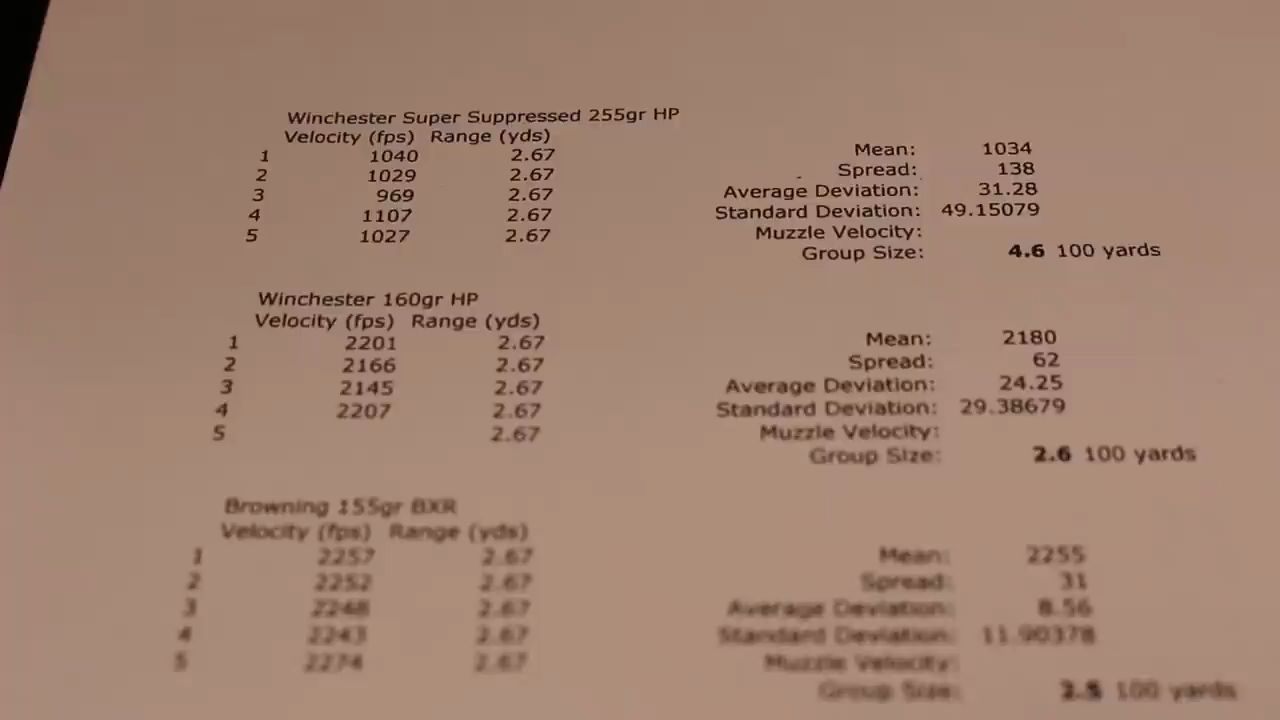 Winchester Super Suppressed 255gr HP
Velocity (fps) Range (yds)
1 1040 2.67 Mean: 1034
2 1029 2.67 Spread: 138
3 969 2.67 Average Deviation: 31.28
4 1107 2.67 Standard Deviation: 49.15079
5 1027 2.67 Muzzle Velocity:
Group Size: 4.6 100 yards
Winchester 160gr HP
Velocity (fps) Range (yds)
1 2201 2.67 Mean: 2180
2 2166 2.67 Spread: 62
3 2145 2.67 Average Deviation: 24.25
4 2207 2.67 Standard Deviation: 29.38679
5 2.67 Muzzle Velocity:
Group Size: 2.6 100 yards
Browning 155gr BXR
Velocity (fps) Range (yds)
1 2257 2.67 Mean: 2255
2 2252 2.67 Spread: 31
3 2248 2.67 Average Deviation: 8.56
4 2243 2.67 Standard Deviation: 11.90378
5 2274 2.67 Muzzle Velocity:
Group Size: 100 yards